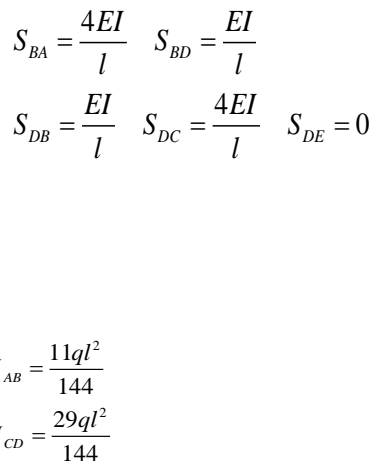 S_{BA} = \frac{4EI}{l} S_{BD} = \frac{EI}{l}
S_{DB} = \frac{EI}{l} S_{DC} = \frac{4EI}{l} S_{DE} = 0
_{AB} = \frac{11ql^2}{144}
_{CD} = \frac{29ql^2}{144}